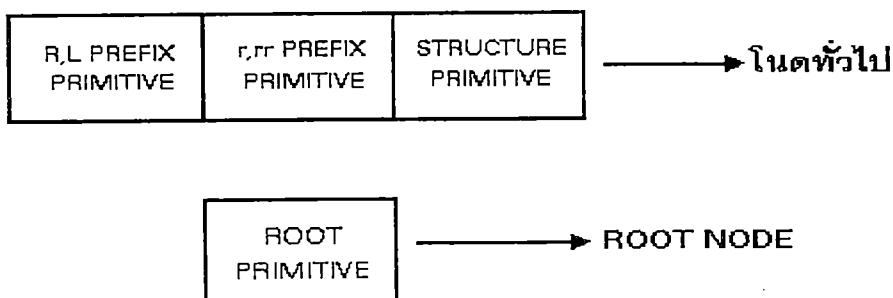 R,L PREFIX
PRIMITIVE
r,rr PREFIX
PRIMITIVE
STRUCTURE
PRIMITIVE
โนดทั่วไป
ROOT
PRIMITIVE
ROOT NODE